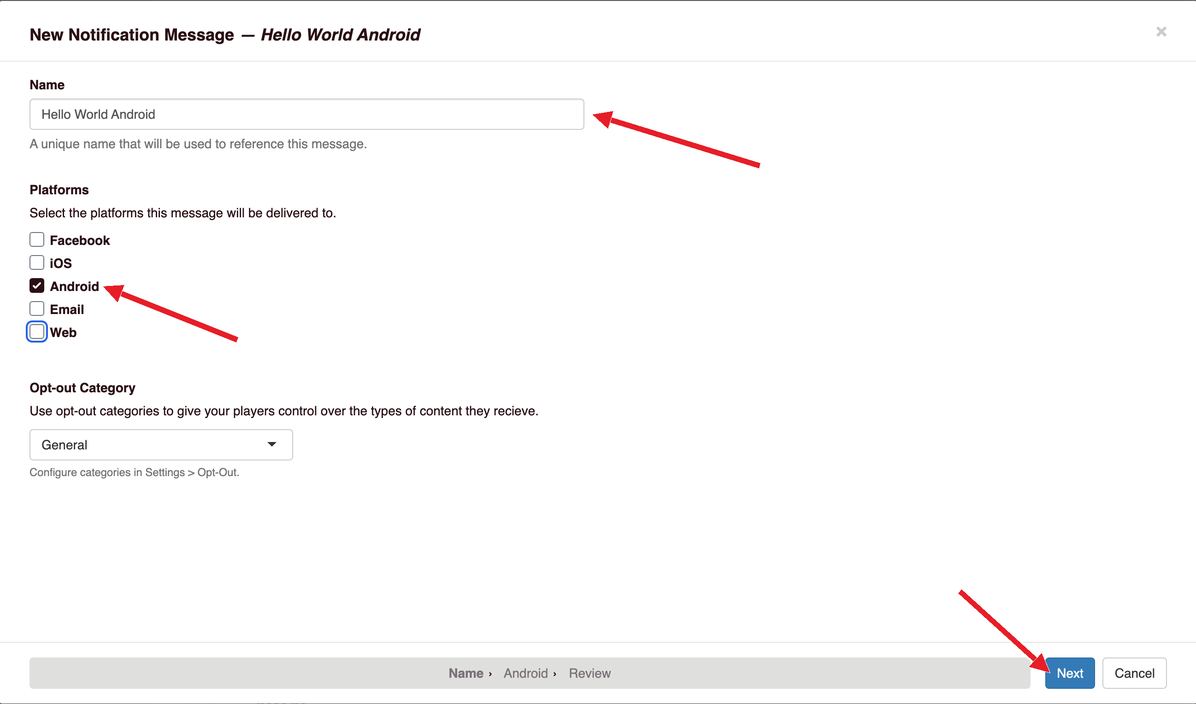 New Notification Message — Hello World Android
×
Name
Hello World Android
A unique name that will be used to reference this message.
Platforms
Select the platforms this message will be delivered to.
Facebook
iOS
Android
Email
Web
Opt-out Category
Use opt-out categories to give your players control over the types of content they recieve.
General
Configure categories in Settings > Opt-Out.
Name › Android › Review
Next
Cancel